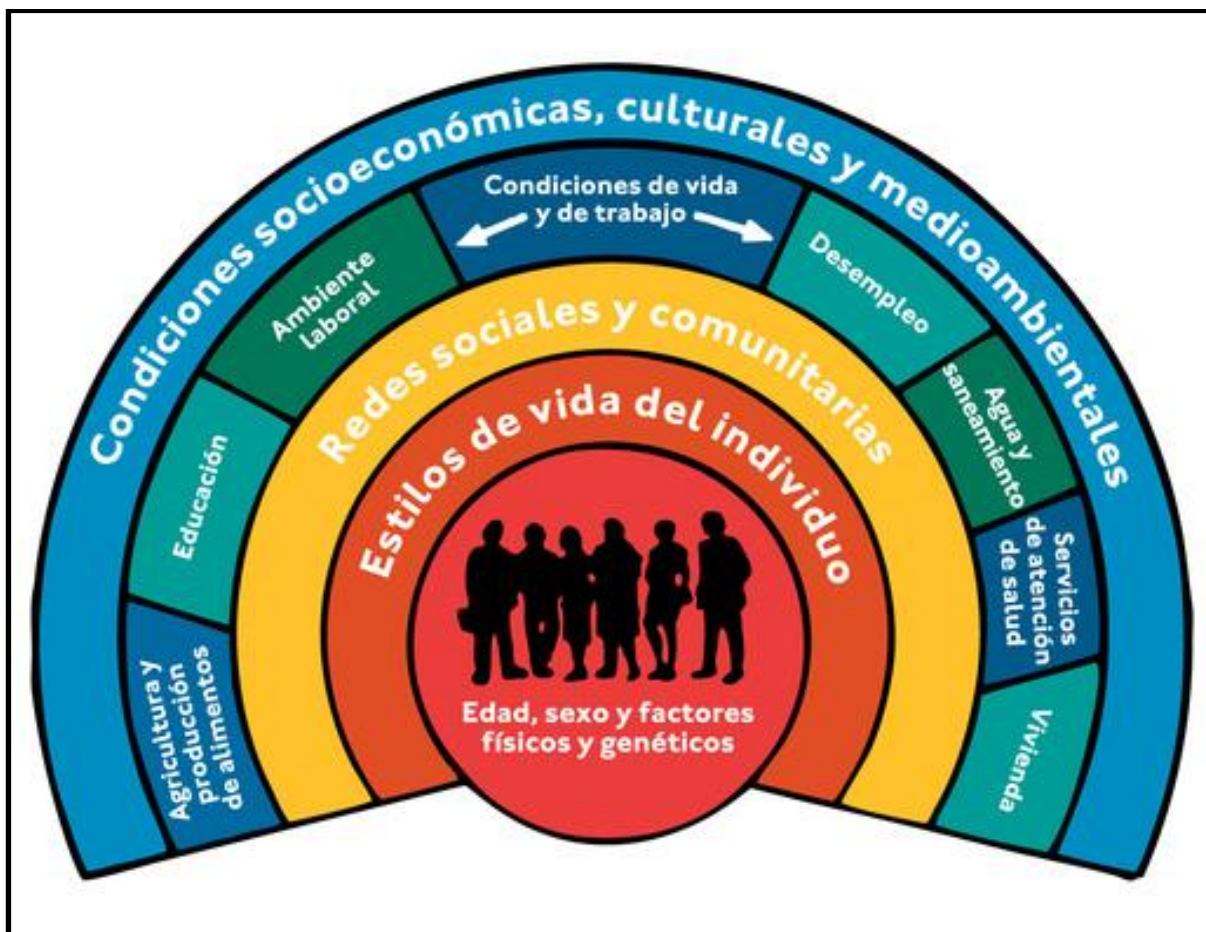 Condiciones socioeconómicas, culturales y medioambientales
Condiciones de vida
y de trabajo
Agricultura y
producción
de alimentos
Educación
Ambiente
laboral
Desempleo
Agua y
saneamiento
Servicios
de atención
de salud
Vivienda
Redes sociales y comunitarias
Estilos de vida del individuo
Edad, sexo y factores
físicos y genéticos